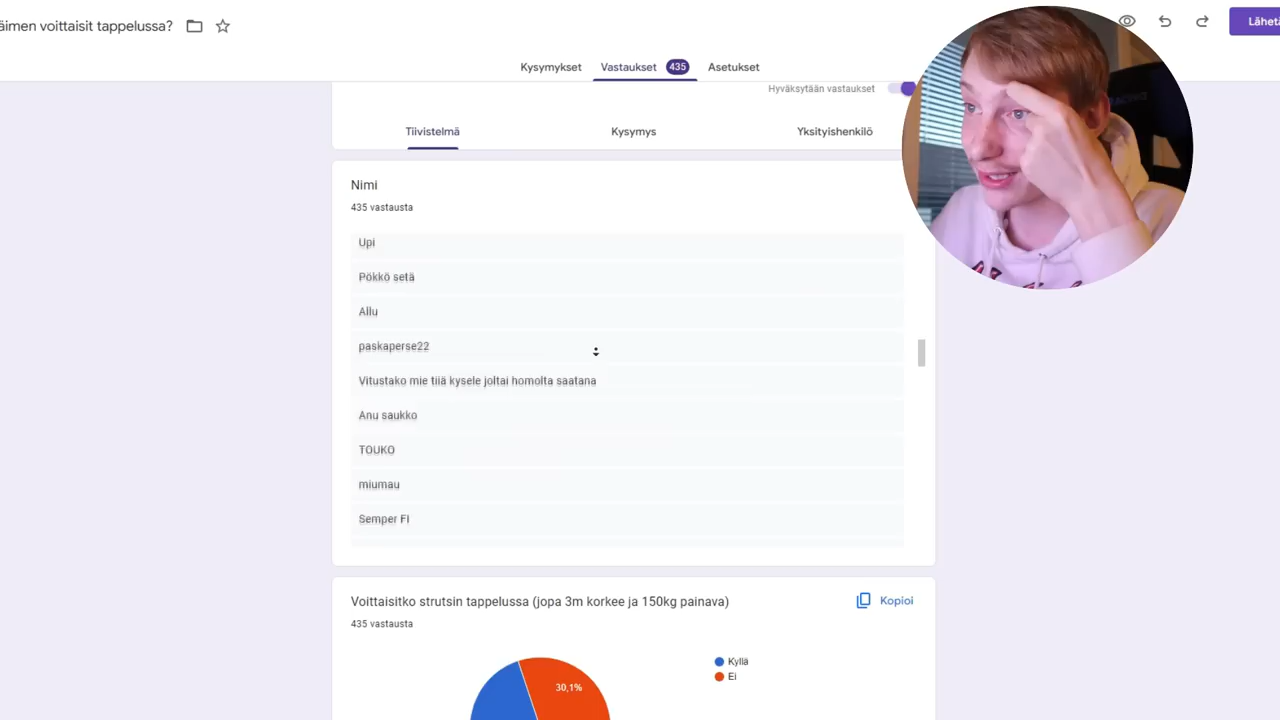 äimen voittaisit tappelussa?
Lähetä
Kysymykset
Vastaukset 435
Asetukset
Hyväksytään vastaukset
Tiivistelmä
Kysymys
Yksityishenkilö
Nimi
435 vastausta
Upi
Pökkö setä
Allu
paskaperse22
Vitustako mie tiiä kysele joltai homolta saatana
Anu saukko
TOUKO
miumau
Semper FI
Voittaisitko strutsin tappelussa (jopa 3m korkee ja 150kg painava)
Kopioi
435 vastausta
30,1%
Kyllä
Ei